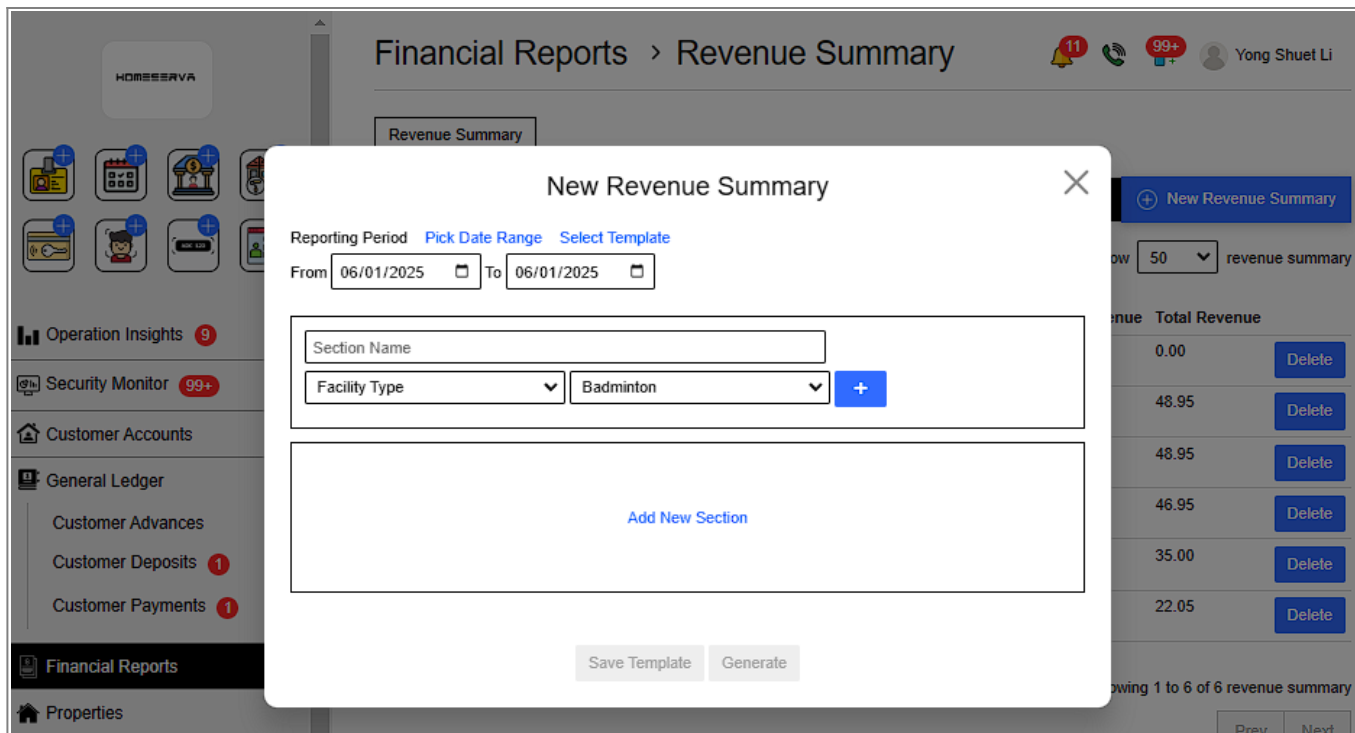 HOMESERVA
Financial Reports > Revenue Summary
11
99+
Yong Shuet Li
Revenue Summary
New Revenue Summary
50
revenue summary
Total Revenue
0.00
Delete
48.95
Delete
48.95
Delete
46.95
Delete
35.00
Delete
22.05
Delete
owing 1 to 6 of 6 revenue summary
Prev
Next
Operation Insights 9
Security Monitor 99+
Customer Accounts
General Ledger
Customer Advances
Customer Deposits 1
Customer Payments 1
Financial Reports
Properties
New Revenue Summary
Reporting Period Pick Date Range Select Template
From 06/01/2025 To 06/01/2025
Section Name
Facility Type Badminton +
Add New Section
Save Template Generate